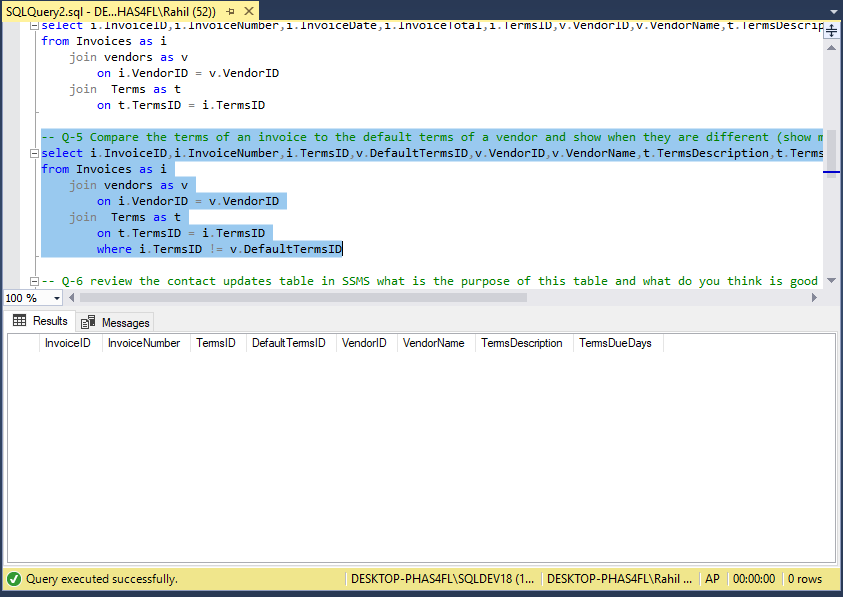 SQLQuery2.sql - DE...HAS4FL\Rahil (52))
select i.InvoiceID,i.InvoiceNumber,i.InvoiceDate,i.InvoiceTotal,i.TermsID,v.VendorID,v.VendorName,t.TermsDescrip
from Invoices as i
join vendors as v
on i.VendorID = v.VendorID
join Terms as t
on t.TermsID = i.TermsID
-- Q-5 Compare the terms of an invoice to the default terms of a vendor and show when they are different (show m
select i.InvoiceID,i.InvoiceNumber,i.TermsID,v.DefaultTermsID,v.VendorID,v.VendorName,t.TermsDescription,t.Terms
from Invoices as i
join vendors as v
on i.VendorID = v.VendorID
join Terms as t
on t.TermsID = i.TermsID
where i.TermsID != v.DefaultTermsID
-- Q-6 review the contact updates table in SSMS what is the purpose of this table and what do you think is good
100 %
Results Messages
InvoiceID InvoiceNumber TermsID DefaultTermsID VendorID VendorName TermsDescription TermsDueDays
Query executed successfully. DESKTOP-PHAS4FL\SQLDEV18 (1... DESKTOP-PHAS4FL\Rahil ... AP 00:00:00 0 rows